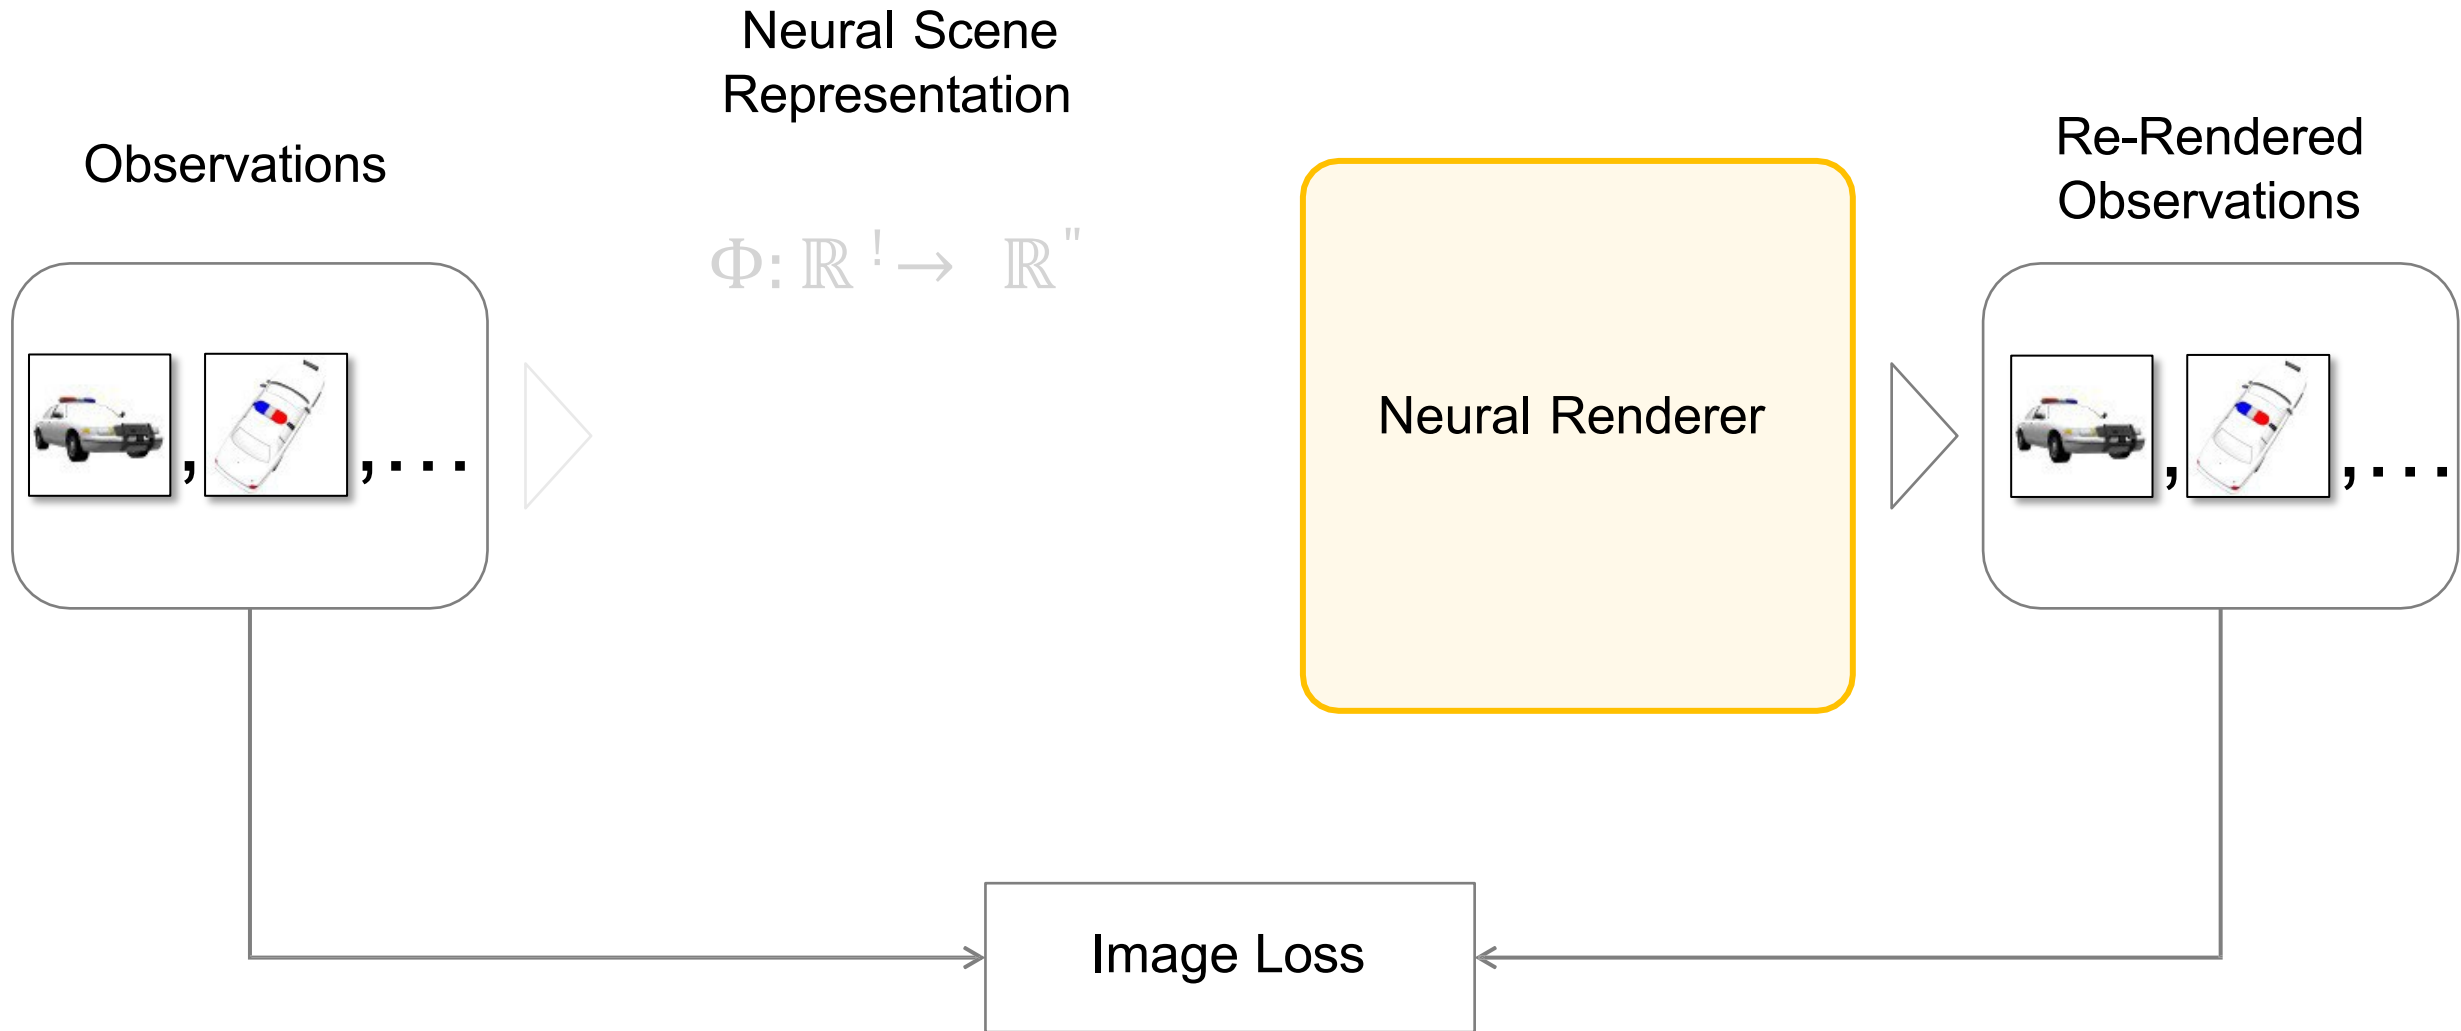 Neural Scene
Representation
Observations
Re-Rendered
Observations
Φ: ℝ ! → ℝ "
, , ...
Neural Renderer
, , ...
Image Loss